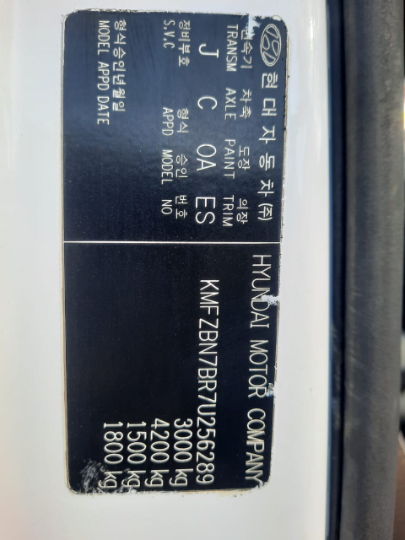 현대자동차(주) HYUNDAI MOTOR COMPANY
변속기 차축 도장 의장
TRANSM AXLE PAINT TRIM
J C OA ES
KMFZBN7BR7U256289
정비부호 형식 승인 번호
S.V.C APPD MODEL NO
3000 kg
4200 kg
1500 kg
1800 kg
형식승인년월일
MODEL APPD DATE